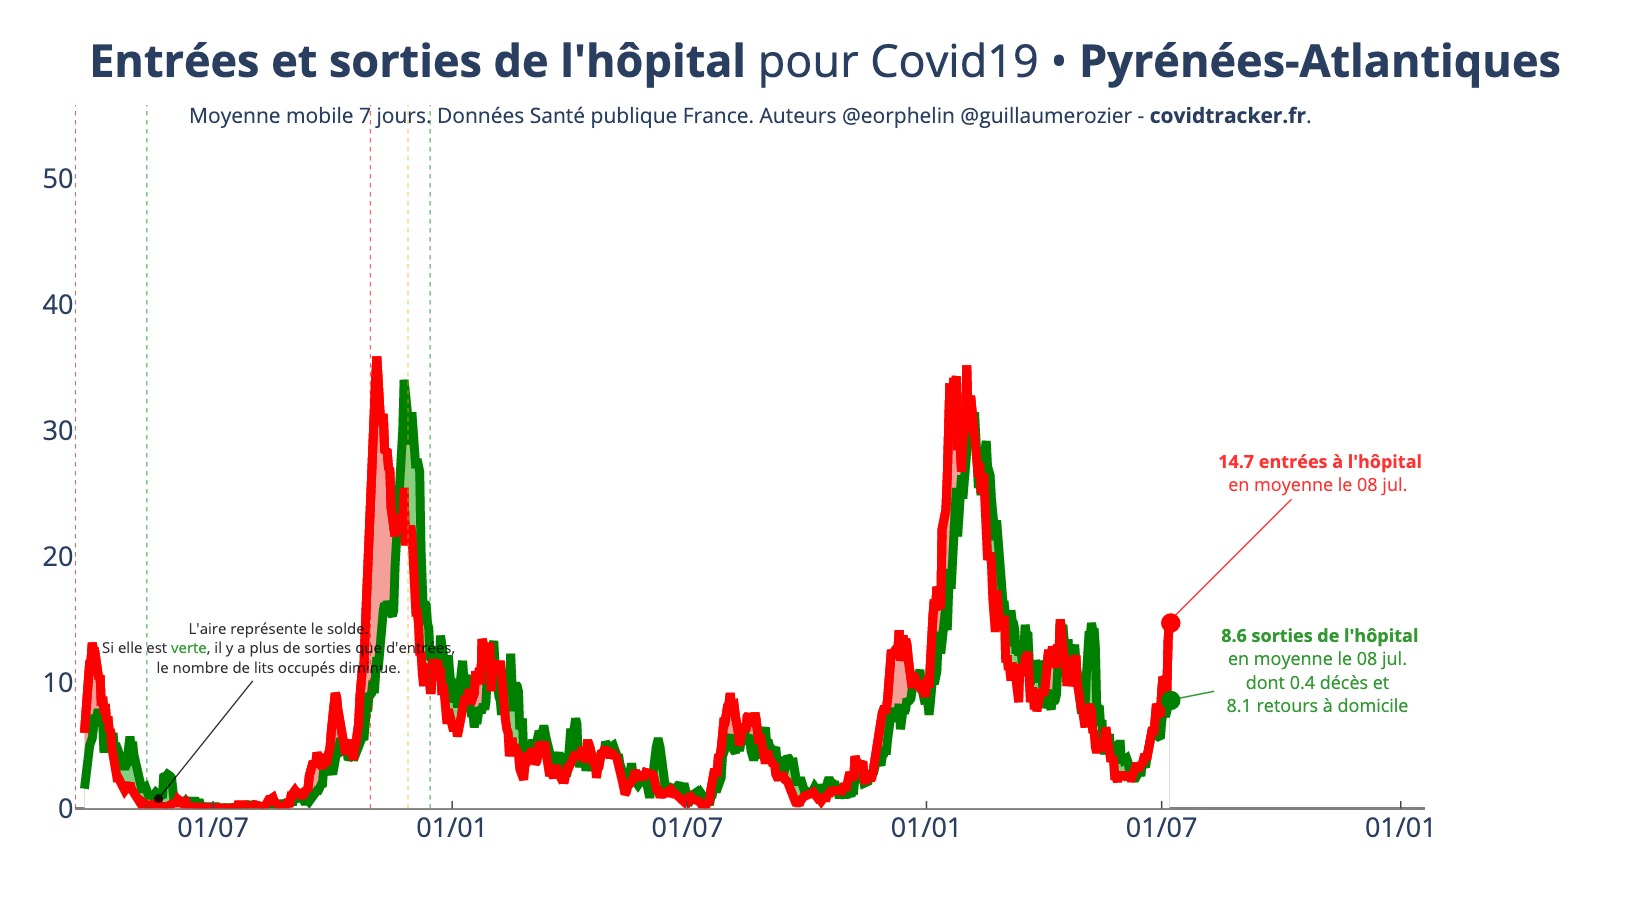 Entrées et sorties de l'hôpital pour Covid19 • Pyrénées-Atlantiques
Moyenne mobile 7 jours. Données Santé publique France. Auteurs @eorphelin @guillaumerozier - covidtracker.fr.
50
40
30
20
10
0
14.7 entrées à l'hôpital
en moyenne le 08 jul.
L'aire représente le solde.
Si elle est verte, il y a plus de sorties que d'entrées,
le nombre de lits occupés diminue.
8.6 sorties de l'hôpital
en moyenne le 08 jul.
dont 0.4 décès et
8.1 retours à domicile
01/07 01/01 01/07 01/01 01/07 01/01